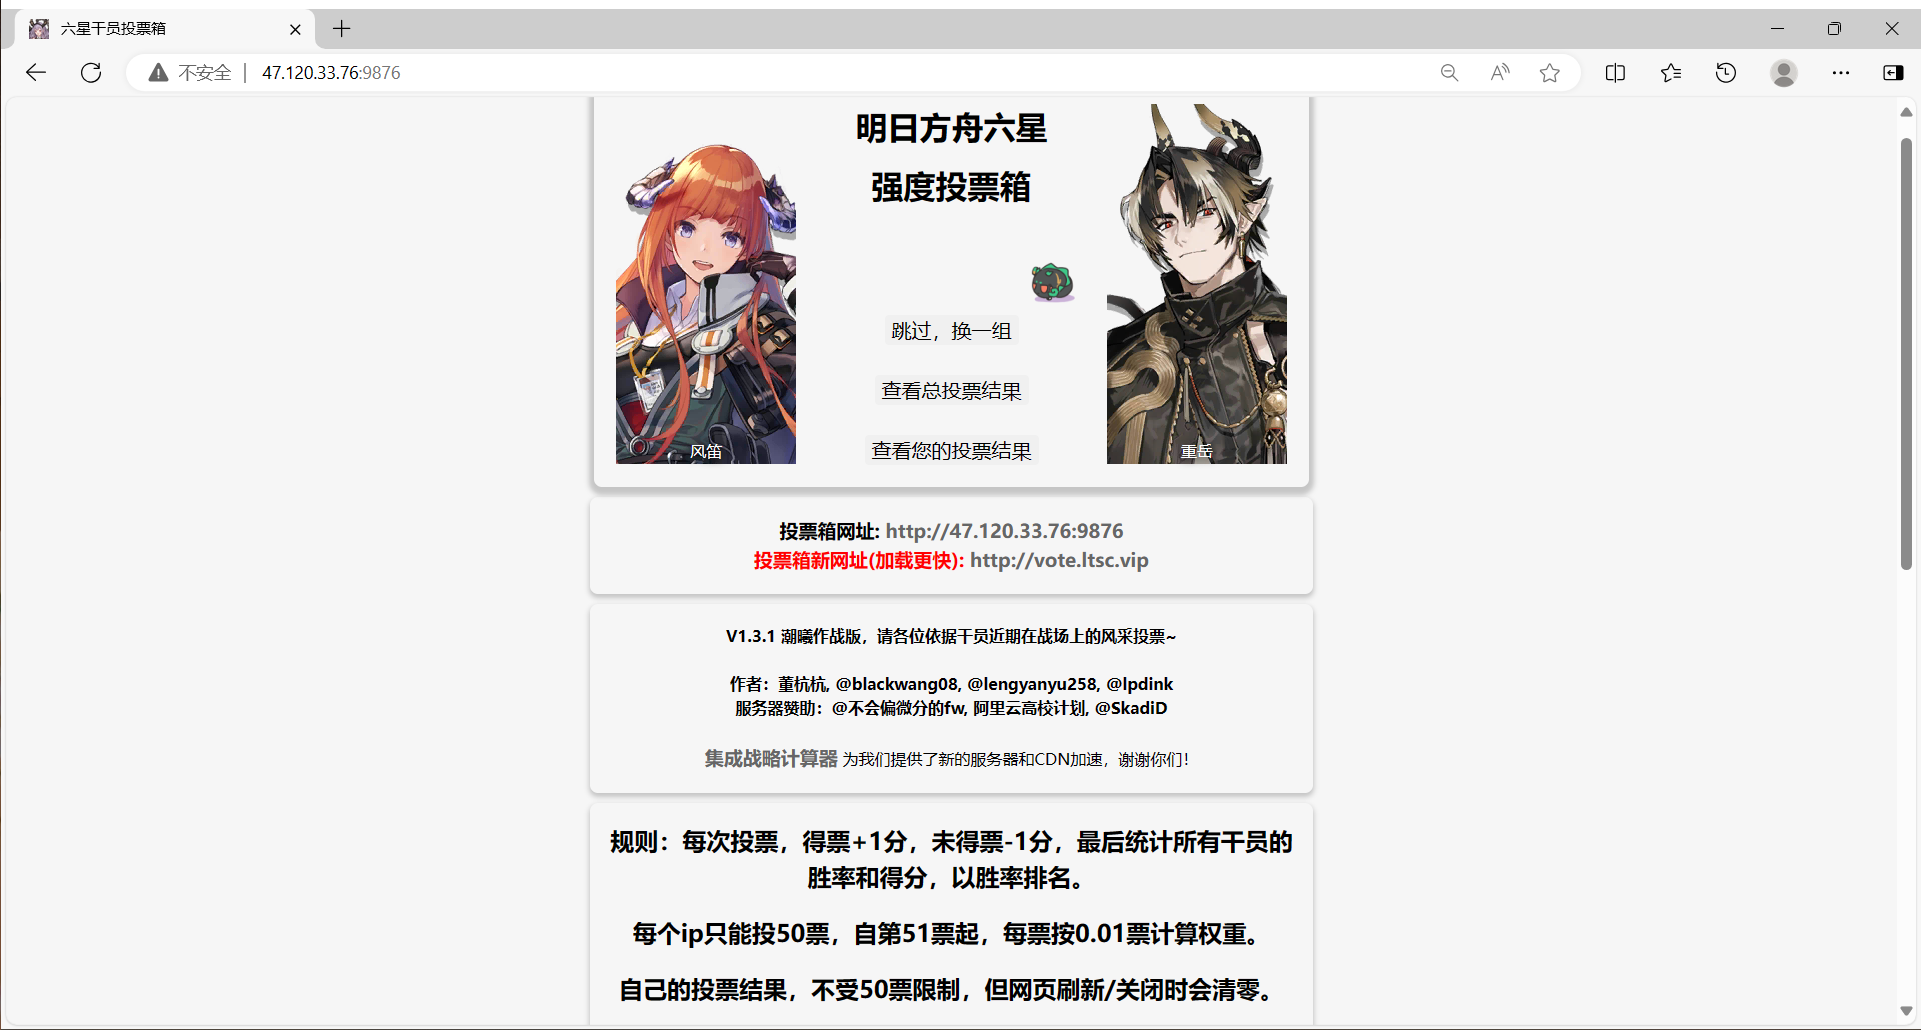 六星干员投票箱
不安全 | 47.120.33.76:9876
明日方舟六星
强度投票箱
跳过，换一组
查看总投票结果
查看您的投票结果
风笛
重岳
投票箱网址: http://47.120.33.76:9876
投票箱新网址(加载更快): http://vote.ltsc.vip
V1.3.1 潮曦作战版，请各位依据干员近期在战场上的风采投票~
作者：董杭杭, @blackwang08, @lengyanyu258, @lpdink
服务器赞助：@不会偏微分的fw, 阿里云高校计划, @SkadiD
集成战略计算器 为我们提供了新的服务器和CDN加速，谢谢你们！
规则：每次投票，得票+1分，未得票-1分，最后统计所有干员的
胜率和得分，以胜率排名。
每个ip只能投50票，自第51票起，每票按0.01票计算权重。
自己的投票结果，不受50票限制，但网页刷新/关闭时会清零。